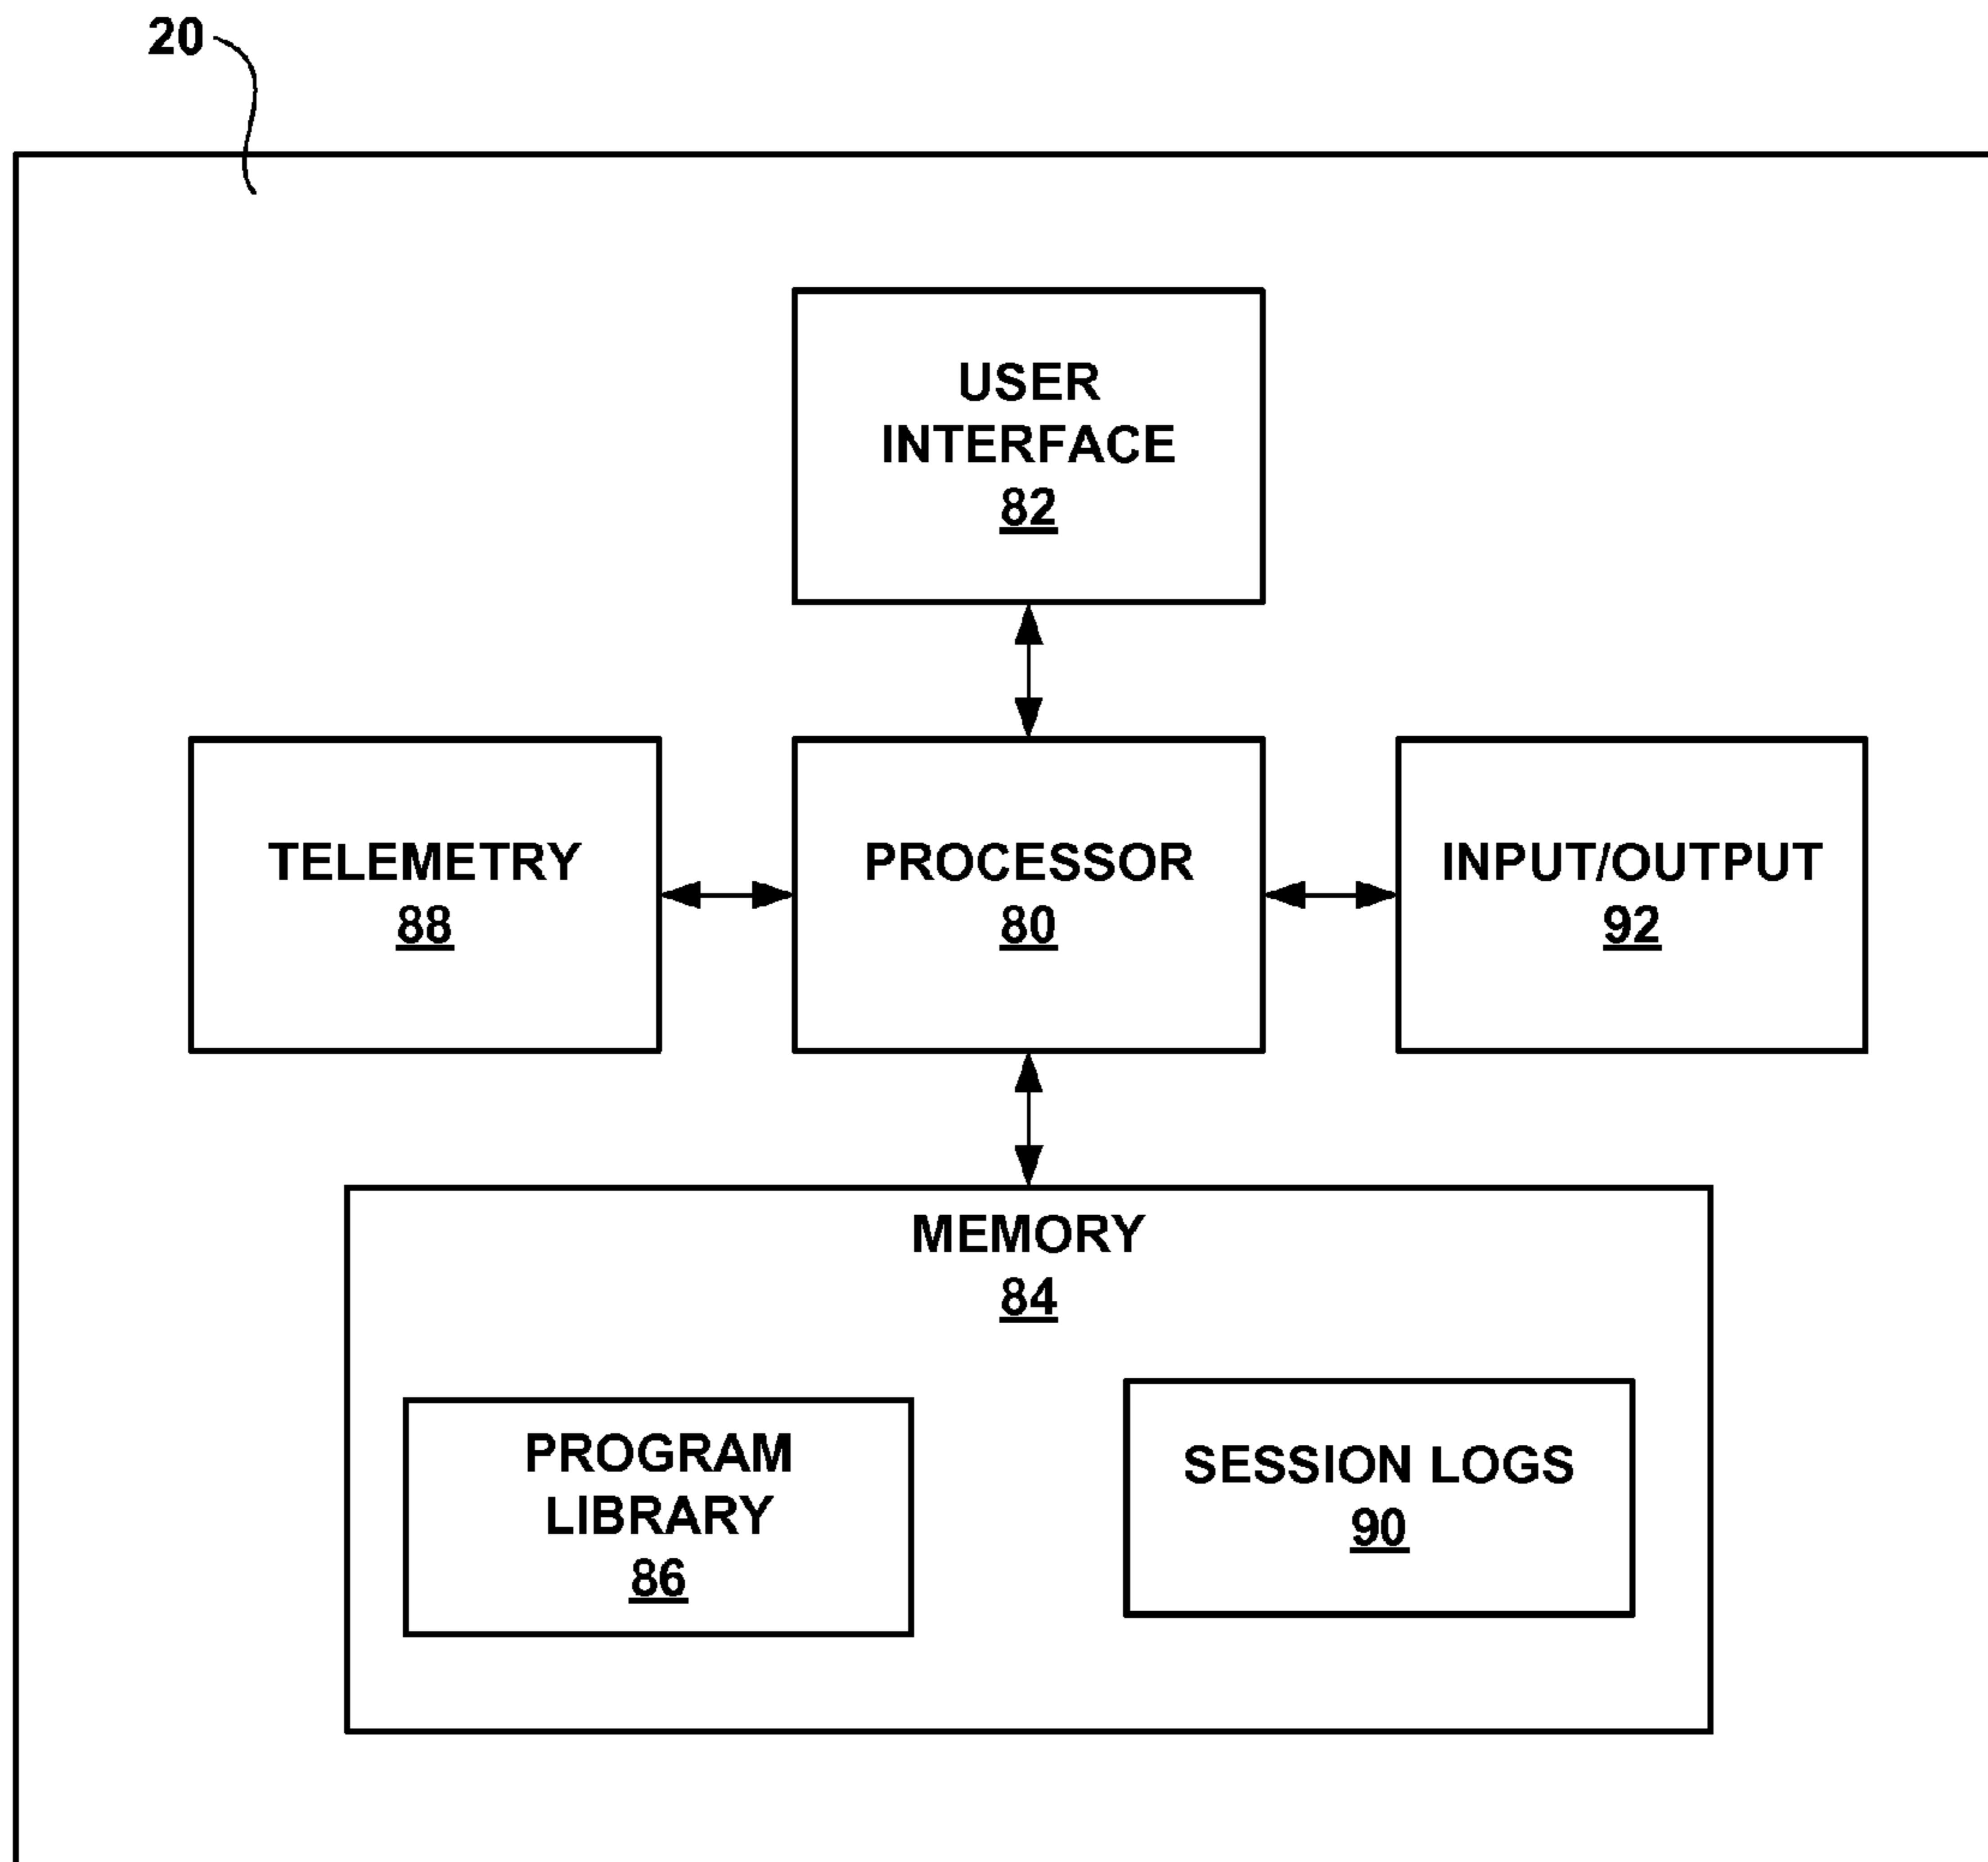 20
USER
INTERFACE
82
TELEMETRY
88
PROCESSOR
80
INPUT/OUTPUT
92
MEMORY
84
PROGRAM
LIBRARY
86
SESSION LOGS
90